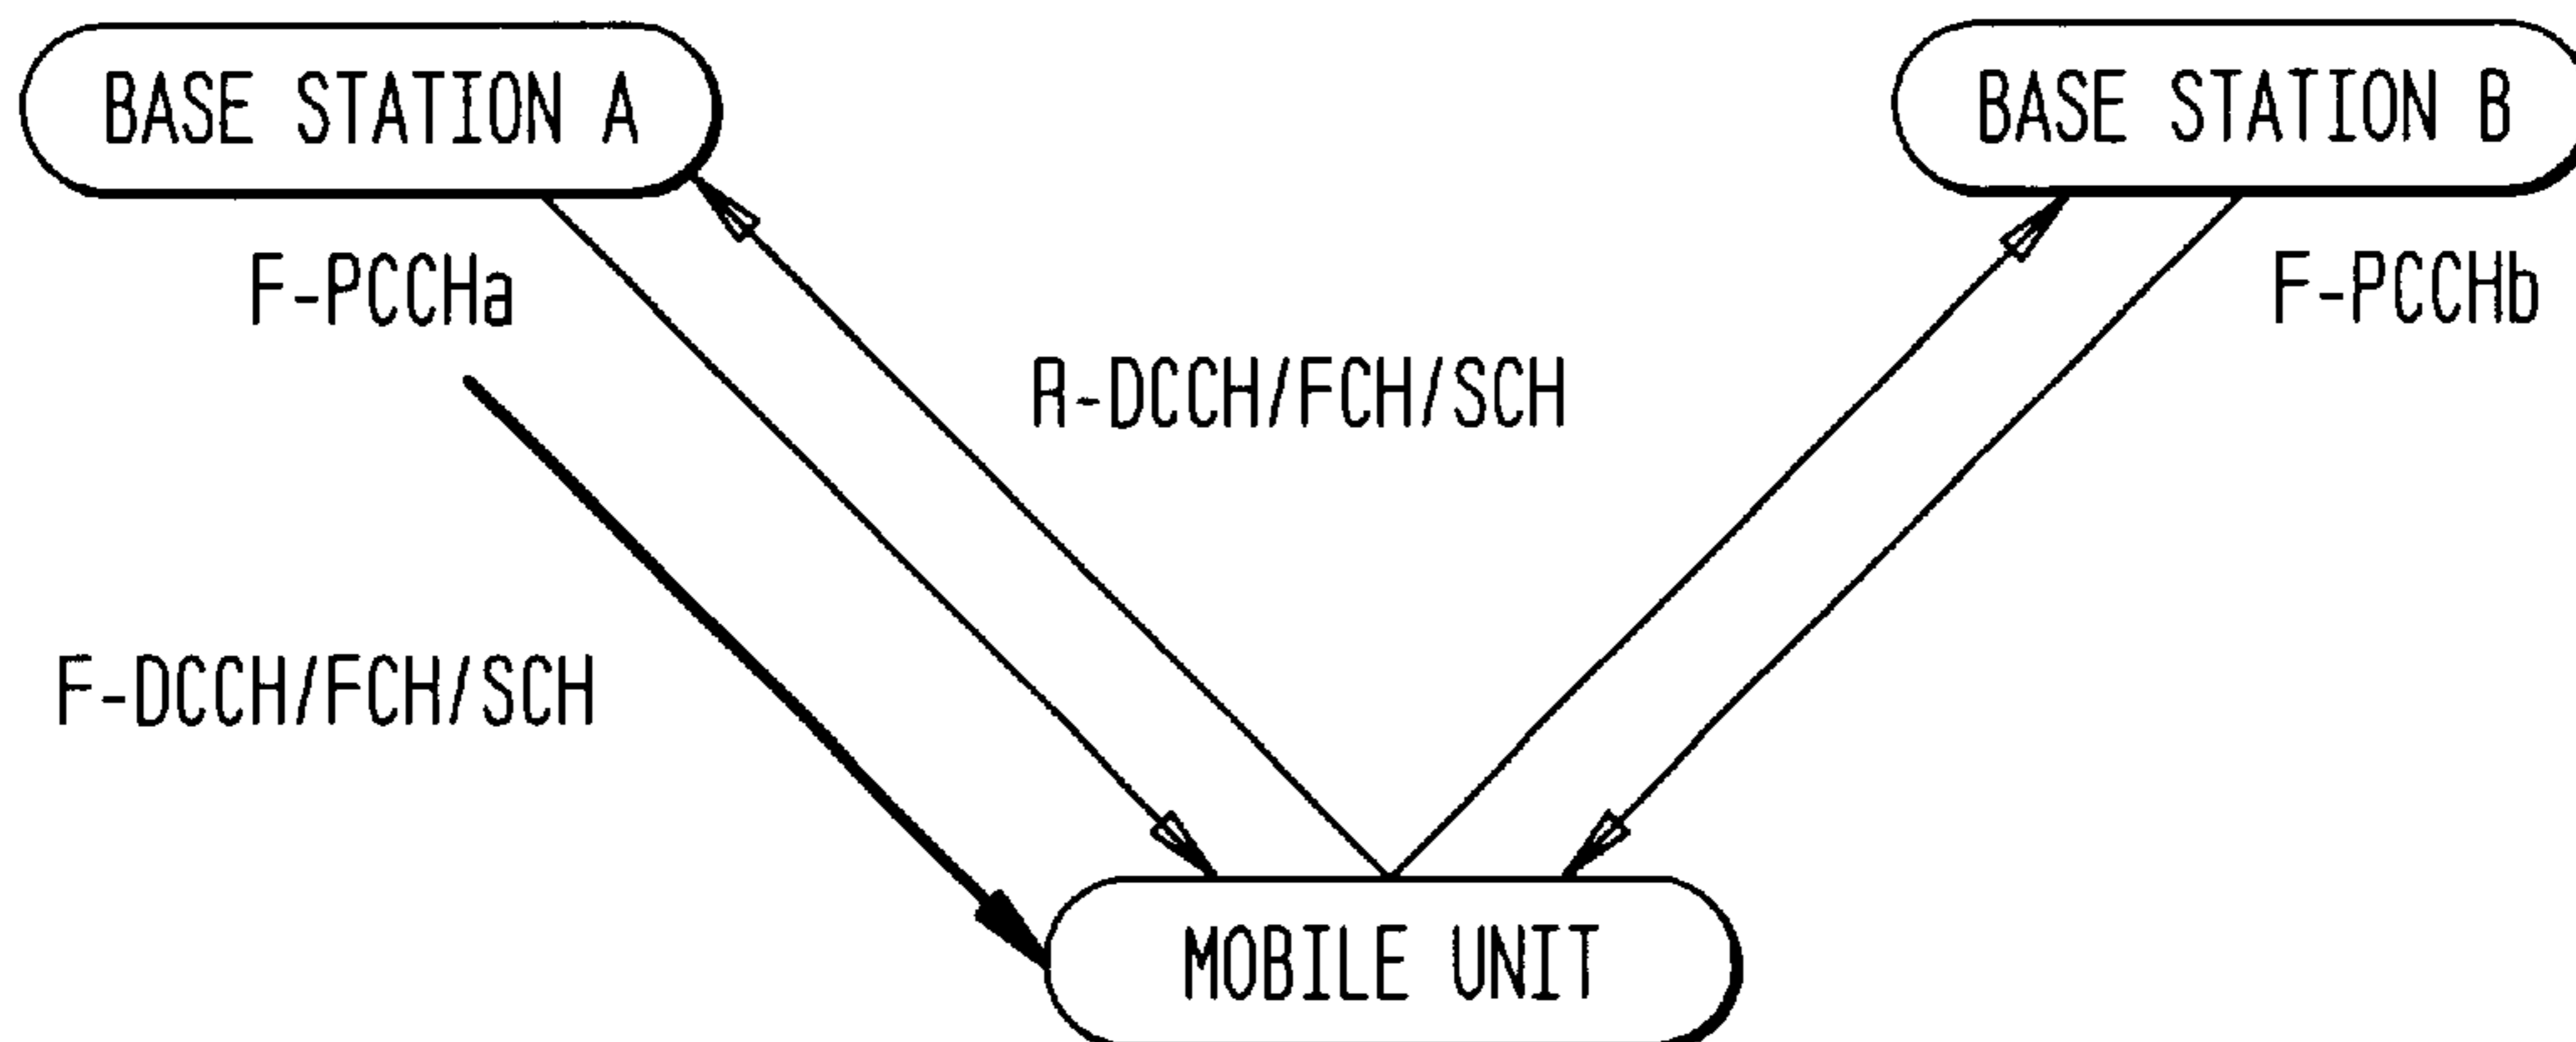 BASE STATION A
BASE STATION B
F-PCCHa
F-PCCHb
R-DCCH/FCH/SCH
F-DCCH/FCH/SCH
MOBILE UNIT